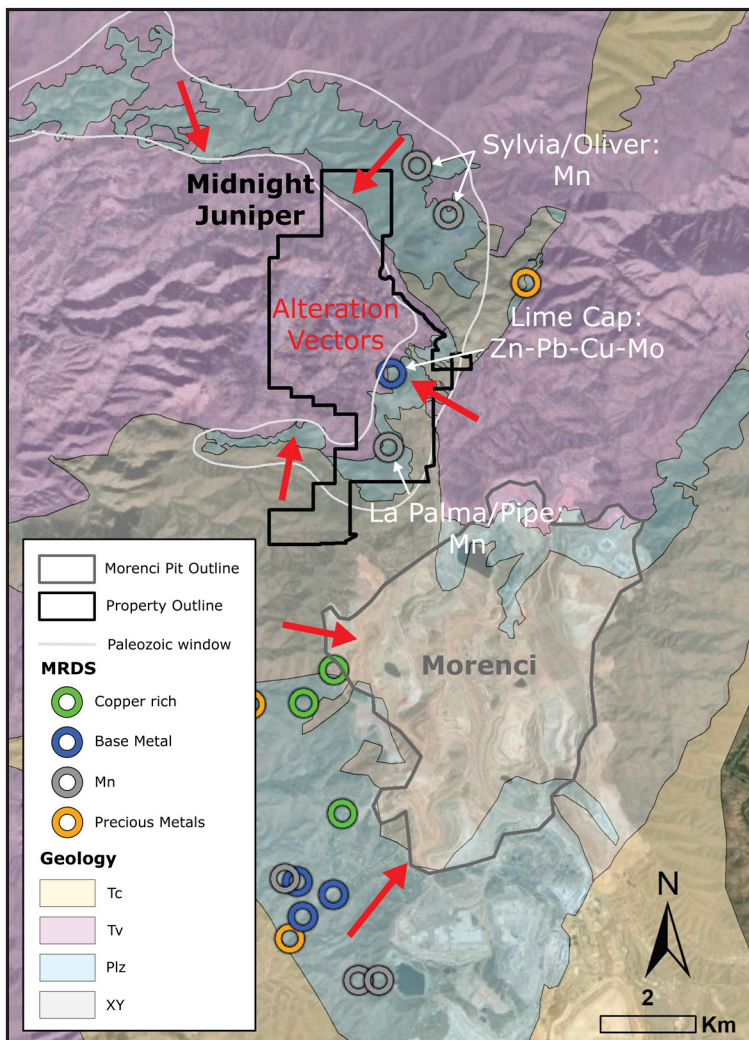 Sylvia/Oliver:
Mn
Midnight
Juniper
Alteration
Vectors
Lime Cap:
Zn-Pb-Cu-Mo
La Palma/Pipe:
Mn
Morenci
Morenci Pit Outline
Property Outline
Paleozoic window
MRDS
Copper rich
Base Metal
Mn
Precious Metals
Geology
Tc
Tv
Plz
XY
N
2
Km